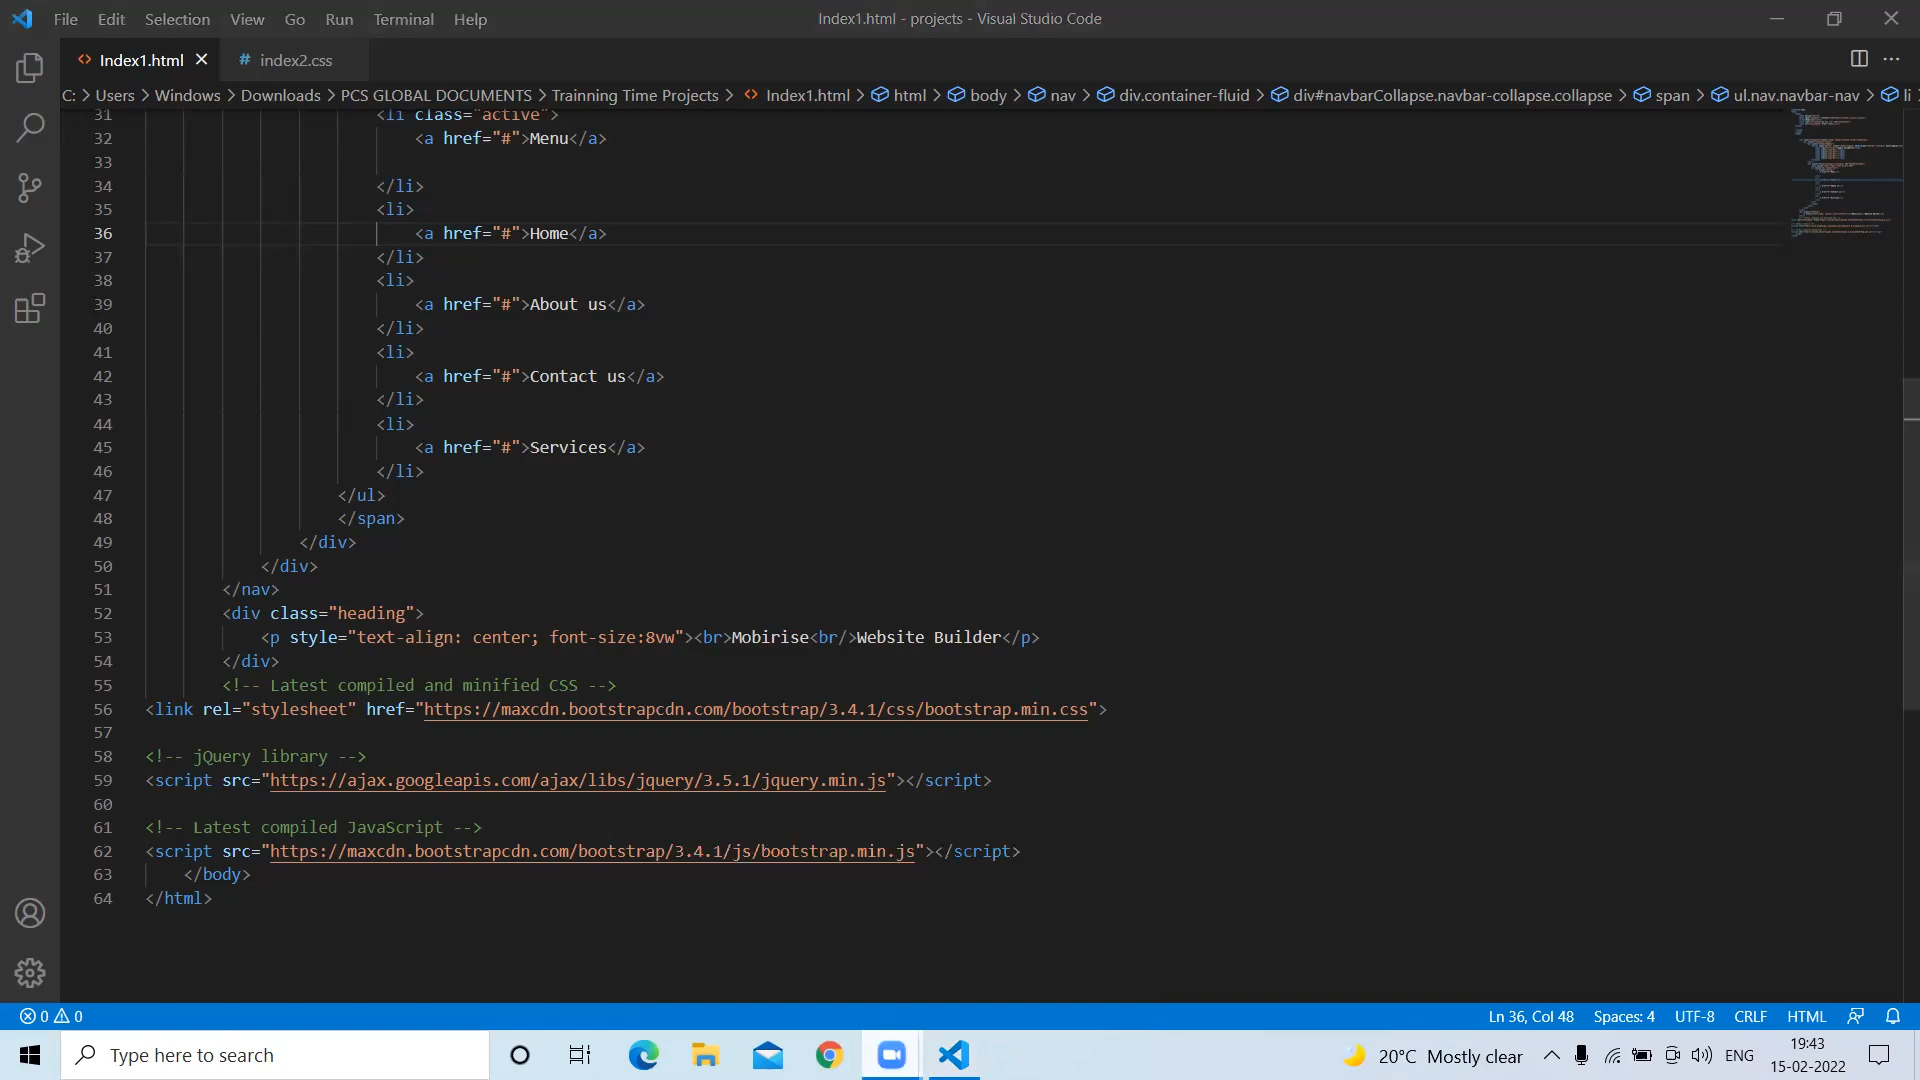 File Edit Selection View Go Run Terminal Help Index1.html - projects - Visual Studio Code
Index1.html # index2.css
C: > Users > Windows > Downloads > PCS GLOBAL DOCUMENTS > Trainning Time Projects > Index1.html > html > body > nav > div.container-fluid > div#navbarCollapse.navbar-collapse.collapse > span > ul.nav.navbar-nav > li
31 <li class="active">
32 <a href="#">Menu</a>
33
34 </li>
35 <li>
36 <a href="#">Home</a>
37 </li>
38 <li>
39 <a href="#">About us</a>
40 </li>
41 <li>
42 <a href="#">Contact us</a>
43 </li>
44 <li>
45 <a href="#">Services</a>
46 </li>
47 </ul>
48 </span>
49 </div>
50 </div>
51 </nav>
52 <div class="heading">
53 <p style="text-align: center; font-size:8vw"><br>Mobirise<br/>Website Builder</p>
54 </div>
55 <!-- Latest compiled and minified CSS -->
56 <link rel="stylesheet" href="https://maxcdn.bootstrapcdn.com/bootstrap/3.4.1/css/bootstrap.min.css">
57
58 <!-- jQuery library -->
59 <script src="https://ajax.googleapis.com/ajax/libs/jquery/3.5.1/jquery.min.js"></script>
60
61 <!-- Latest compiled JavaScript -->
62 <script src="https://maxcdn.bootstrapcdn.com/bootstrap/3.4.1/js/bootstrap.min.js"></script>
63 </body>
64 </html>
0 0 Ln 36, Col 48 Spaces: 4 UTF-8 CRLF HTML
Type here to search 20°C Mostly clear ENG 19:43
15-02-2022